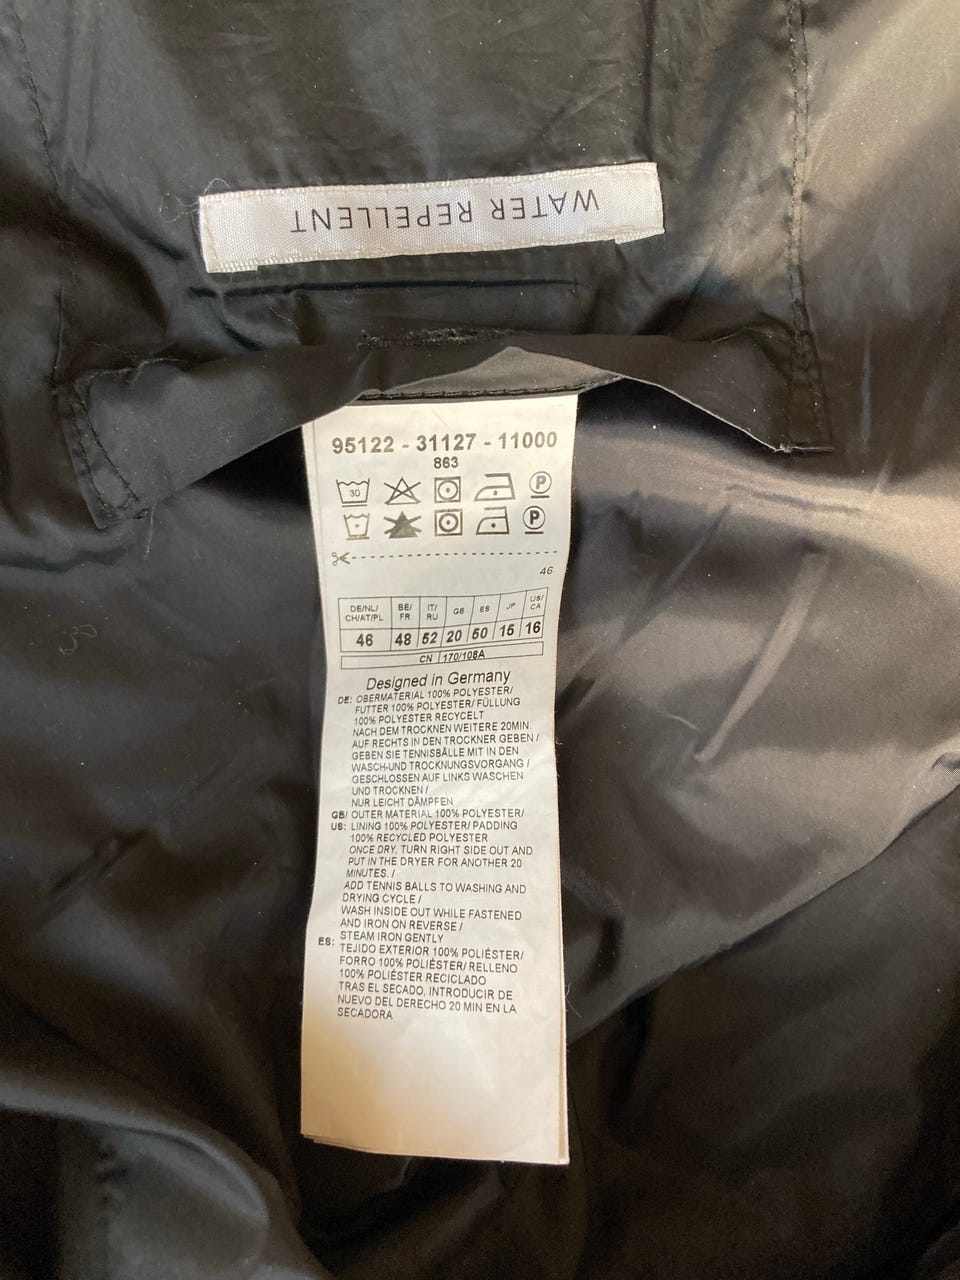 WATER REPELLENT
95122 - 31127 - 11000
863
30
P
P
46
DE/NL/ CH/AT/PL BE/ FR IT/ RU GB ES JP US/ CA
46 48 52 20 50 15 16
CN 170/108A
Designed in Germany
DE: OBERMATERIAL 100% POLYESTER/
FUTTER 100% POLYESTER/ FÜLLUNG
100% POLYESTER RECYCELT
NACH DEM TROCKNEN WEITERE 20MIN.
AUF RECHTS IN DEN TROCKNER GEBEN /
GEBEN SIE TENNISBÄLLE MIT IN DEN
WASCH-UND TROCKNUNGSVORGANG /
GESCHLOSSEN AUF LINKS WASCHEN
UND TROCKNEN /
NUR LEICHT DÄMPFEN
GB/ OUTER MATERIAL 100% POLYESTER/
US: LINING 100% POLYESTER/ PADDING
100% RECYCLED POLYESTER
ONCE DRY, TURN RIGHT SIDE OUT AND
PUT IN THE DRYER FOR ANOTHER 20
MINUTES. /
ADD TENNIS BALLS TO WASHING AND
DRYING CYCLE /
WASH INSIDE OUT WHILE FASTENED
AND IRON ON REVERSE /
STEAM IRON GENTLY
ES: TEJIDO EXTERIOR 100% POLIÉSTER/
FORRO 100% POLIÉSTER/ RELLENO
100% POLIÉSTER RECICLADO
TRAS EL SECADO, INTRODUCIR DE
NUEVO DEL DERECHO 20 MIN EN LA
SECADORA